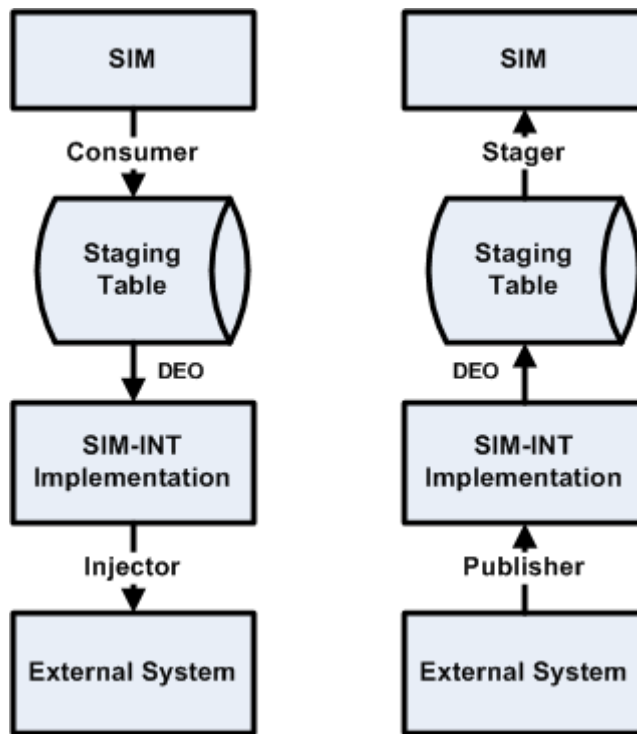 SIM
Consumer
Staging
Table
DEO
SIM-INT
Implementation
Injector
External System
SIM
Stager
Staging
Table
DEO
SIM-INT
Implementation
Publisher
External System